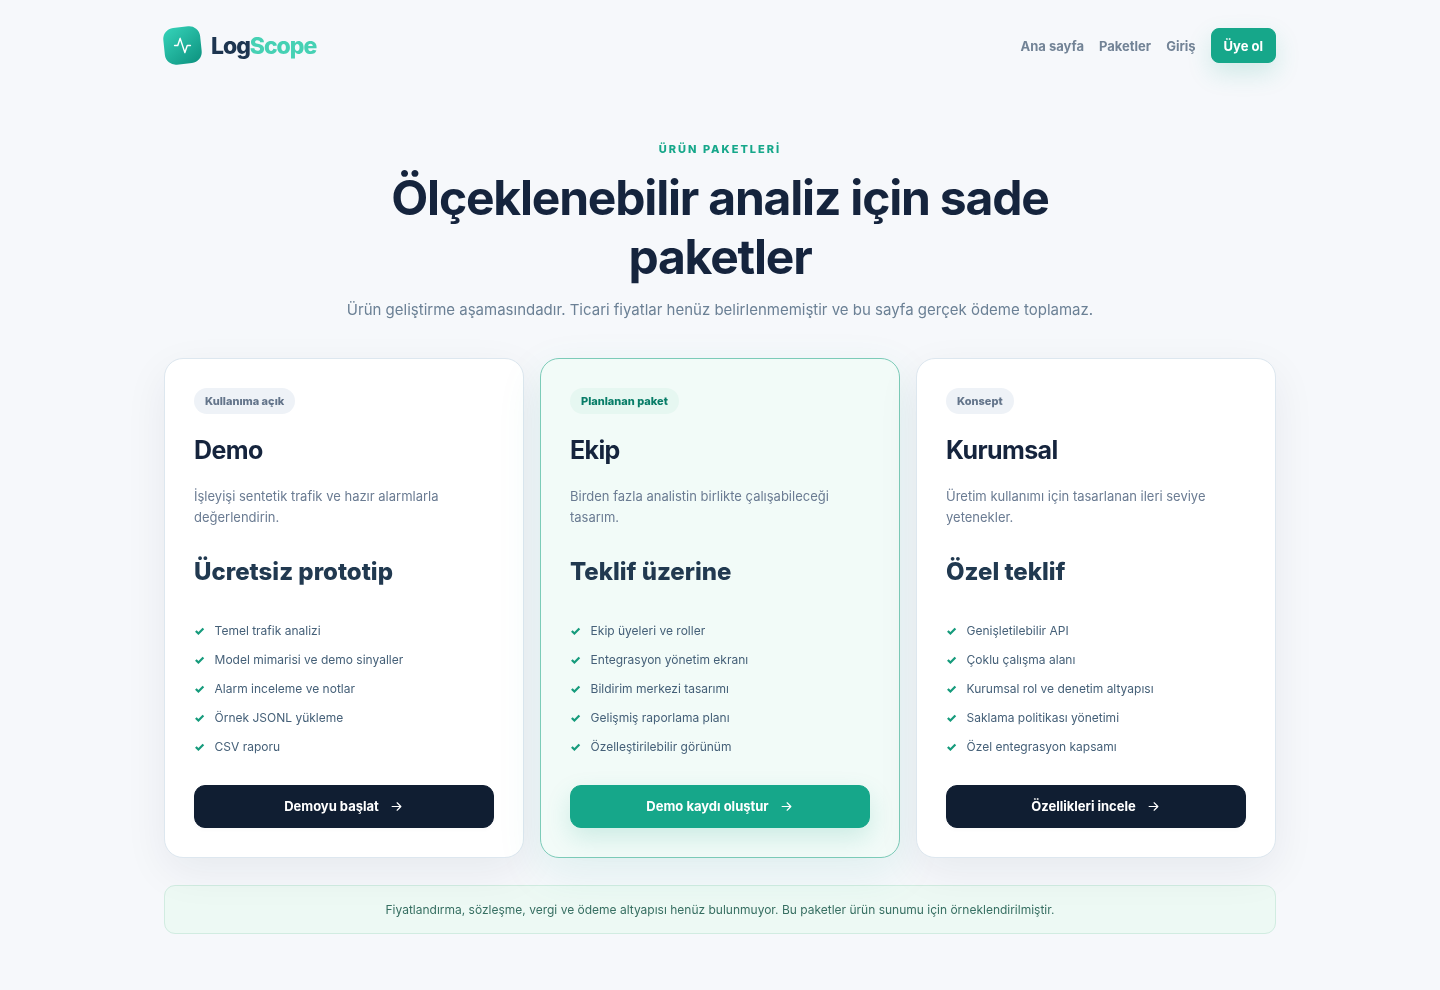 LogScope
Ana sayfa
Paketler
Giriş
Üye ol
ÜRÜN PAKETLERİ
Ölçeklenebilir analiz için sade
paketler
Ürün geliştirme aşamasındadır. Ticari fiyatlar henüz belirlenmemiştir ve bu sayfa gerçek ödeme toplamaz.
Kullanıma açık
Demo
İşleyişi sentetik trafik ve hazır alarmlarla
değerlendirin.
Ücretsiz prototip
✓ Temel trafik analizi
✓ Model mimarisi ve demo sinyaller
✓ Alarm inceleme ve notlar
✓ Örnek JSONL yükleme
✓ CSV raporu
Demoyu başlat →
Planlanan paket
Ekip
Birden fazla analistin birlikte çalışabileceği
tasarım.
Teklif üzerine
✓ Ekip üyeleri ve roller
✓ Entegrasyon yönetim ekranı
✓ Bildirim merkezi tasarımı
✓ Gelişmiş raporlama planı
✓ Özelleştirilebilir görünüm
Demo kaydı oluştur →
Konsept
Kurumsal
Üretim kullanımı için tasarlanan ileri seviye
yetenekler.
Özel teklif
✓ Genişletilebilir API
✓ Çoklu çalışma alanı
✓ Kurumsal rol ve denetim altyapısı
✓ Saklama politikası yönetimi
✓ Özel entegrasyon kapsamı
Özellikleri incele →
Fiyatlandırma, sözleşme, vergi ve ödeme altyapısı henüz bulunmuyor. Bu paketler ürün sunumu için örneklendirilmiştir.